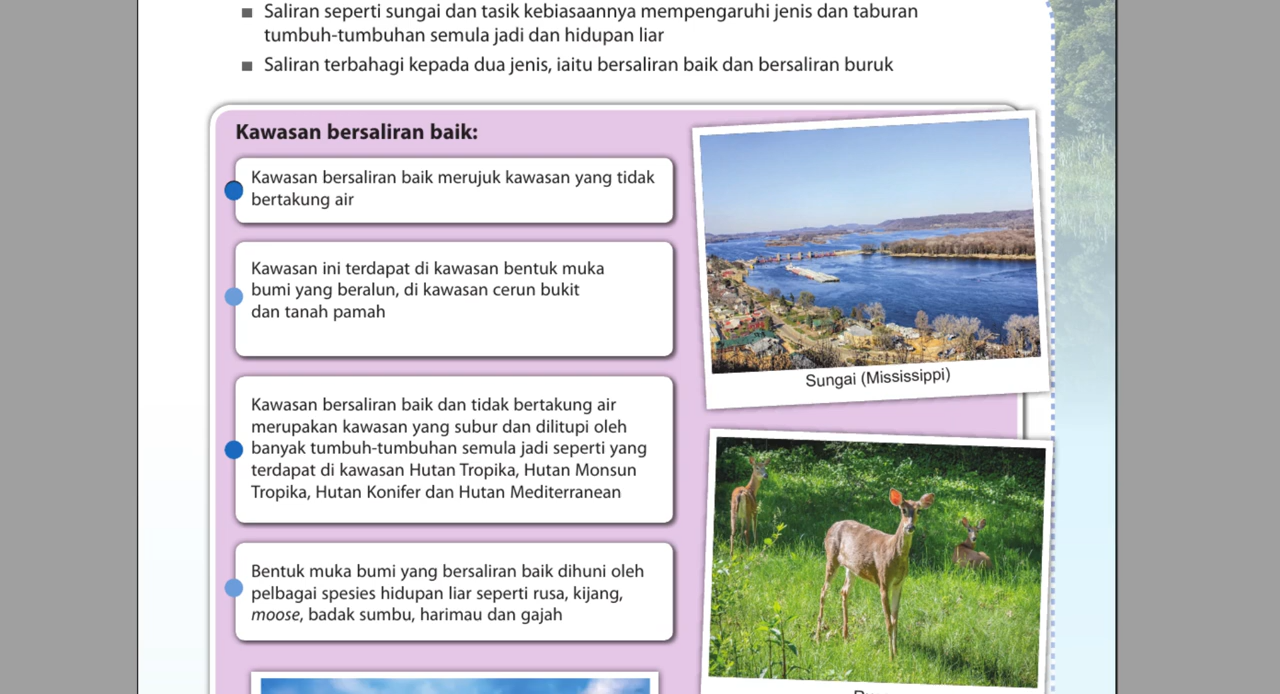 Saliran seperti sungai dan tasik kebiasaannya mempengaruhi jenis dan taburan
tumbuh-tumbuhan semula jadi dan hidupan liar
Saliran terbahagi kepada dua jenis, iaitu bersaliran baik dan bersaliran buruk
Kawasan bersaliran baik:
Kawasan bersaliran baik merujuk kawasan yang tidak
bertakung air
Kawasan ini terdapat di kawasan bentuk muka
bumi yang beralun, di kawasan cerun bukit
dan tanah pamah
Kawasan bersaliran baik dan tidak bertakung air
merupakan kawasan yang subur dan dilitupi oleh
banyak tumbuh-tumbuhan semula jadi seperti yang
terdapat di kawasan Hutan Tropika, Hutan Monsun
Tropika, Hutan Konifer dan Hutan Mediterranean
Bentuk muka bumi yang bersaliran baik dihuni oleh
pelbagai spesies hidupan liar seperti rusa, kijang,
moose, badak sumbu, harimau dan gajah
Sungai (Mississippi)